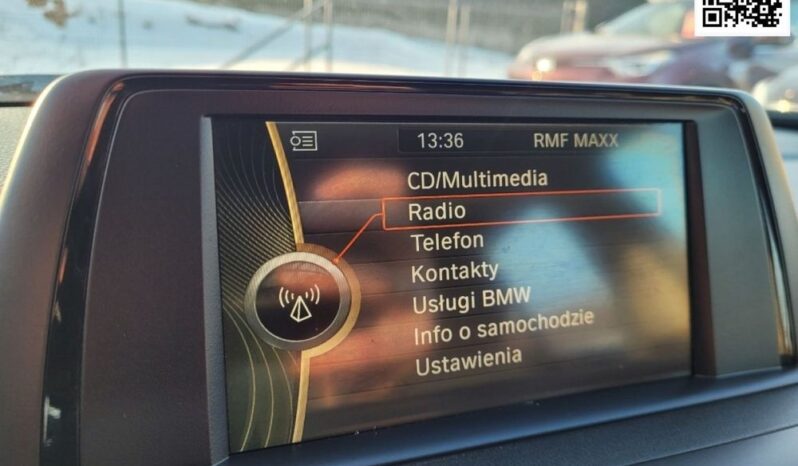 13:36 RMF MAXX
CD/Multimedia
Radio
Telefon
Kontakty
Usługi BMW
Info o samochodzie
Ustawienia